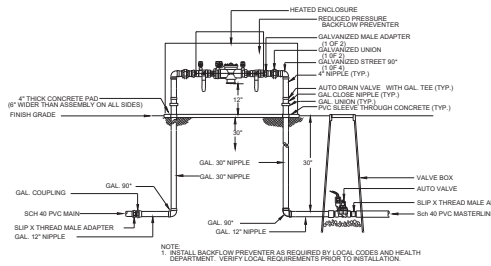 HEATED ENCLOSURE
REDUCED PRESSURE
BACKFLOW PREVENTER
GALVANIZED MALE ADAPTER
(1 OF 2)
GALVANIZED UNION
(1 OF 2)
GALVANIZED STREET 90°
(1 OF 4)
4" NIPPLE (TYP.)
AUTO DRAIN VALVE WITH GAL. TEE (TYP.)
GAL.CLOSE NIPPLE (TYP.)
GAL. UNION (TYP.)
PVC SLEEVE THROUGH CONCRETE (TYP.)
4" THICK CONCRETE PAD
(6" WIDER THAN ASSEMBLY ON ALL SIDES)
FINISH GRADE
12"
30"
GAL. 30" NIPPLE
GAL. 30" NIPPLE
30"
VALVE BOX
AUTO VALVE
SLIP X THREAD MALE A
Sch 40 PVC MASTERLIN
GAL. 90°
GAL. COUPLING
SCH 40 PVC MAIN
SLIP X THREAD MALE ADAPTER
GAL. 12" NIPPLE
GAL. 90°
GAL. 12" NIPPLE
NOTE:
1. INSTALL BACKFLOW PREVENTER AS REQUIRED BY LOCAL CODES AND HEALTH
DEPARTMENT. VERIFY LOCAL REQUIREMENTS PRIOR TO INSTALLATION.